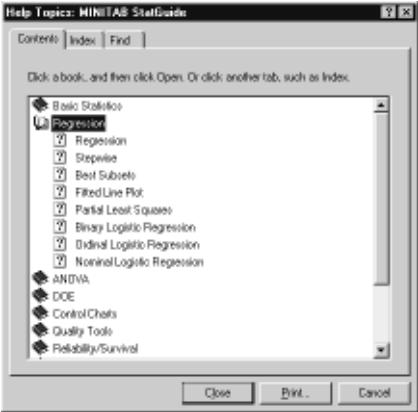 Help Topics: MINITAB StatGuide
Contents Index Find
Click a book, and then click Open. Or click another tab, such as Index.
Basic Statistics
Regression
Regression
Stepwise
Best Subsets
Fitted Line Plot
Partial Least Squares
Binary Logistic Regression
Ordinal Logistic Regression
Nominal Logistic Regression
ANOVA
DOE
Control Charts
Quality Tools
Reliability/Survival
Close Print... Cancel